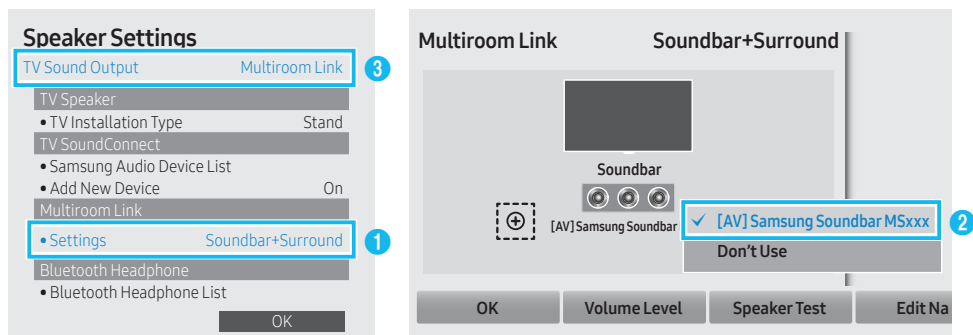 Speaker Settings
TV Sound Output Multiroom Link
3
TV Speaker
• TV Installation Type Stand
TV SoundConnect
• Samsung Audio Device List
• Add New Device On
Multiroom Link
• Settings Soundbar+Surround
1
Bluetooth Headphone
• Bluetooth Headphone List
OK
Multiroom Link Soundbar+Surround
Soundbar
[AV] Samsung Soundbar
✓ [AV] Samsung Soundbar MSxxx
2
Don't Use
OK Volume Level Speaker Test Edit Na